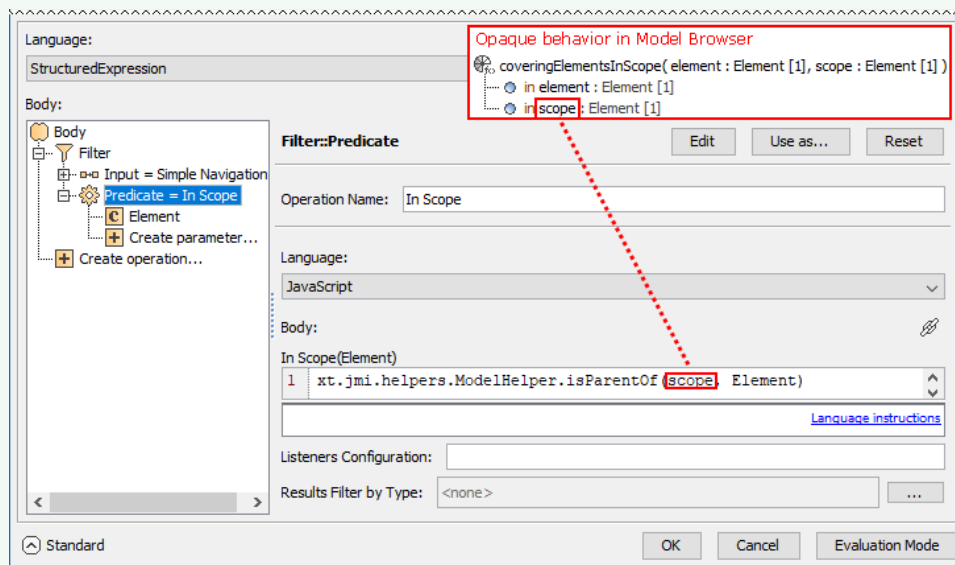 Language:
StructuredExpression
Opaque behavior in Model Browser
coveringElementsInScope( element : Element [1], scope : Element [1] )
in element : Element [1]
in scope : Element [1]
Body:
Body
Filter
Input = Simple Navigation
Predicate = In Scope
Element
Create parameter...
Create operation...
Filter::Predicate
Edit
Use as...
Reset
Operation Name:
In Scope
Language:
JavaScript
Body:
In Scope(Element)
1 xt.jmi.helpers.ModelHelper.isParentOf(scope, Element)
Language instructions
Listeners Configuration:
Results Filter by Type:
<none>
...
Standard
OK
Cancel
Evaluation Mode